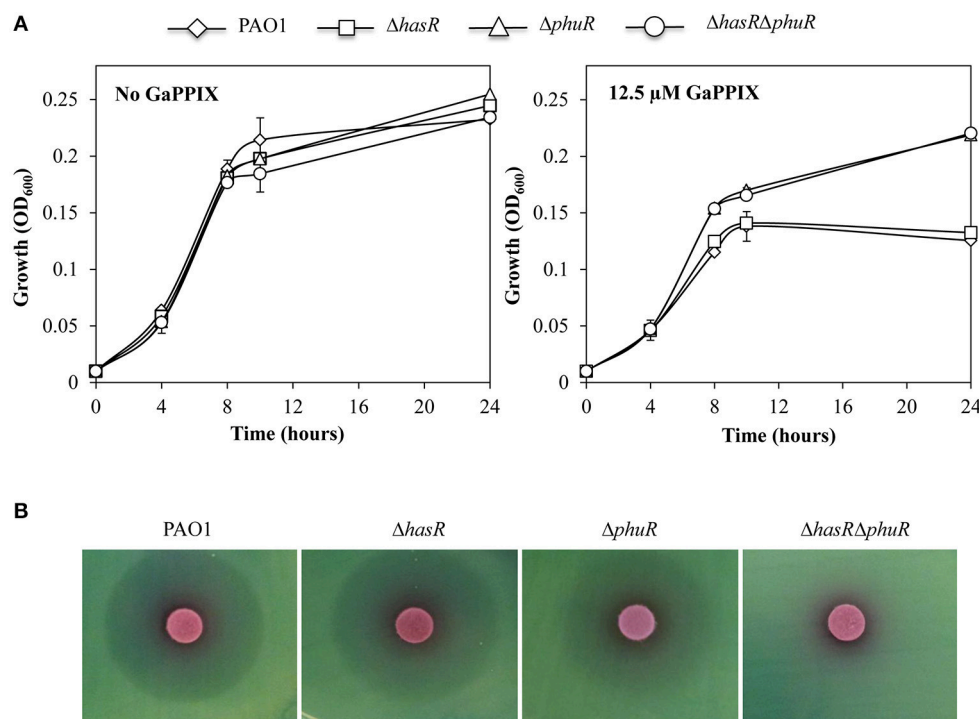 A
PAO1 ΔhasR ΔphuR ΔhasRΔphuR
No GaPPIX
Growth (OD600)
0.25
0.2
0.15
0.1
0.05
0
0 4 8 12 16 20 24
Time (hours)
12.5 µM GaPPIX
Growth (OD600)
0.25
0.2
0.15
0.1
0.05
0
0 4 8 12 16 20 24
Time (hours)
B
PAO1 ΔhasR ΔphuR ΔhasRΔphuR